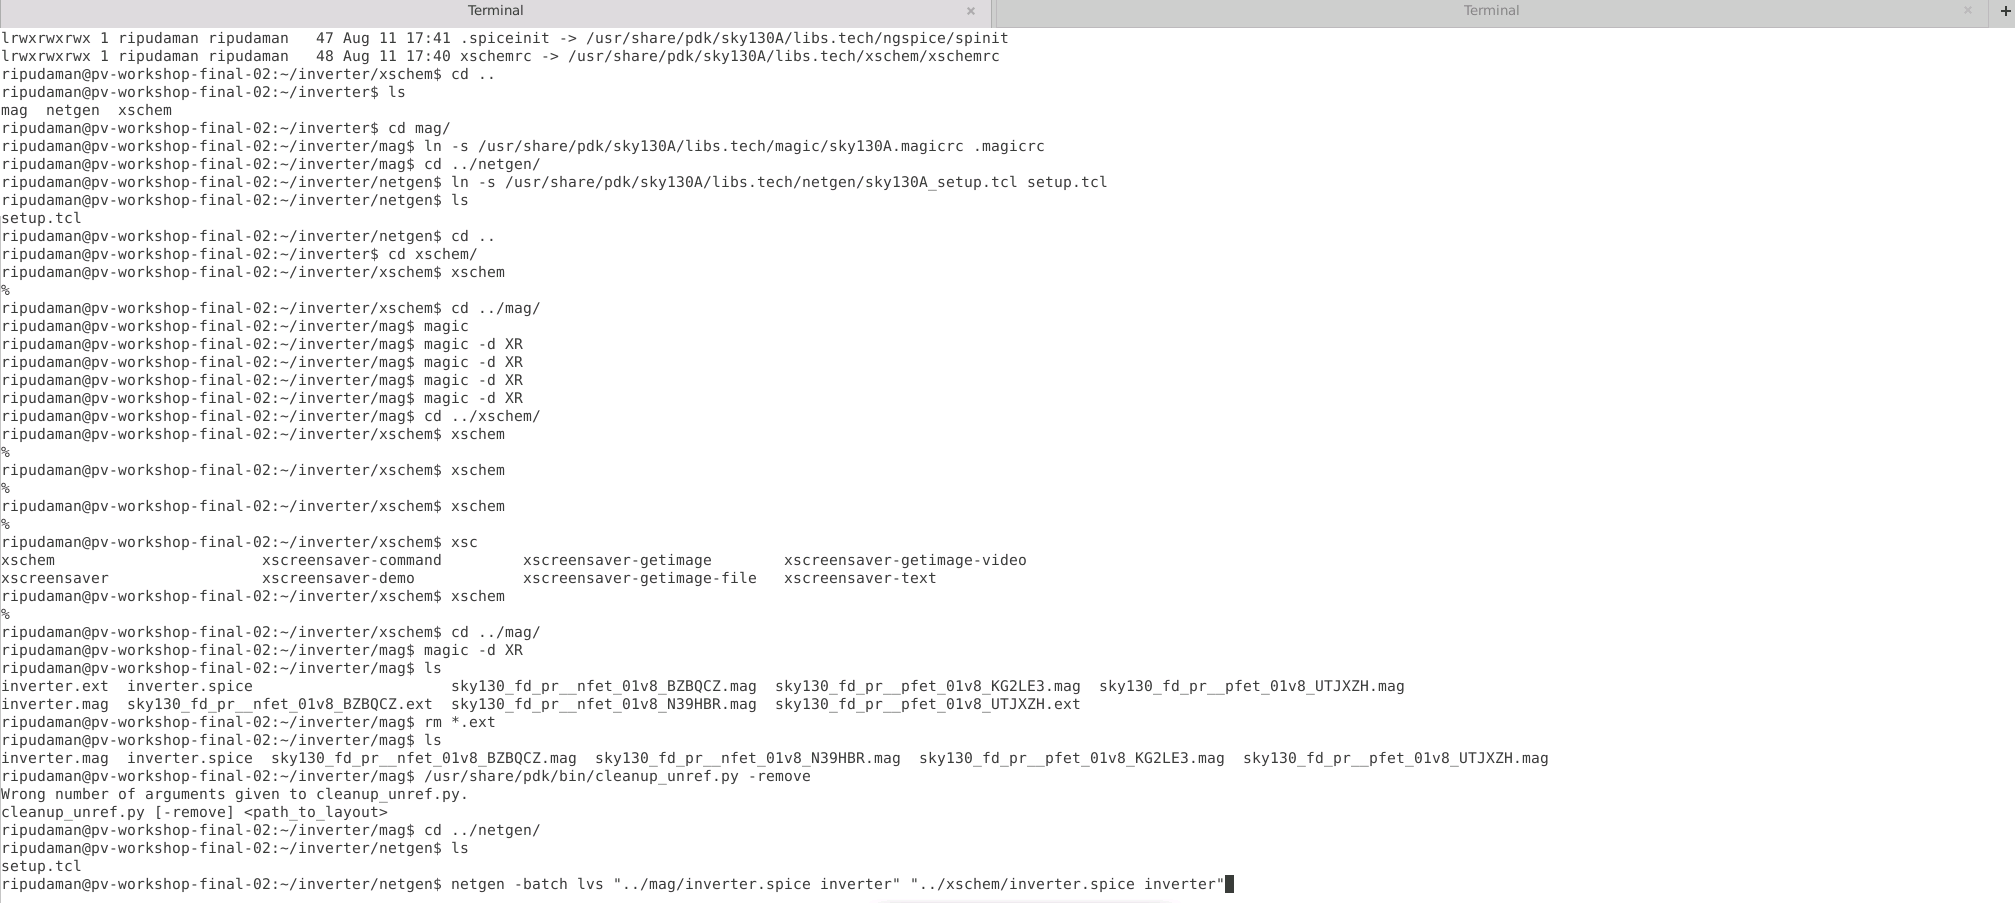 Terminal × Terminal × +
lrwxrwxrwx 1 ripudaman ripudaman   47 Aug 11 17:41 .spiceinit -> /usr/share/pdk/sky130A/libs.tech/ngspice/spinit
lrwxrwxrwx 1 ripudaman ripudaman   48 Aug 11 17:40 xschemrc -> /usr/share/pdk/sky130A/libs.tech/xschem/xschemrc
ripudaman@pv-workshop-final-02:~/inverter/xschem$ cd ..
ripudaman@pv-workshop-final-02:~/inverter$ ls
mag  netgen  xschem
ripudaman@pv-workshop-final-02:~/inverter$ cd mag/
ripudaman@pv-workshop-final-02:~/inverter/mag$ ln -s /usr/share/pdk/sky130A/libs.tech/magic/sky130A.magicrc .magicrc
ripudaman@pv-workshop-final-02:~/inverter/mag$ cd ../netgen/
ripudaman@pv-workshop-final-02:~/inverter/netgen$ ln -s /usr/share/pdk/sky130A/libs.tech/netgen/sky130A_setup.tcl setup.tcl
ripudaman@pv-workshop-final-02:~/inverter/netgen$ ls
setup.tcl
ripudaman@pv-workshop-final-02:~/inverter/netgen$ cd ..
ripudaman@pv-workshop-final-02:~/inverter$ cd xschem/
ripudaman@pv-workshop-final-02:~/inverter/xschem$ xschem
%
ripudaman@pv-workshop-final-02:~/inverter/xschem$ cd ../mag/
ripudaman@pv-workshop-final-02:~/inverter/mag$ magic
ripudaman@pv-workshop-final-02:~/inverter/mag$ magic -d XR
ripudaman@pv-workshop-final-02:~/inverter/mag$ magic -d XR
ripudaman@pv-workshop-final-02:~/inverter/mag$ magic -d XR
ripudaman@pv-workshop-final-02:~/inverter/mag$ magic -d XR
ripudaman@pv-workshop-final-02:~/inverter/mag$ cd ../xschem/
ripudaman@pv-workshop-final-02:~/inverter/xschem$ xschem
%
ripudaman@pv-workshop-final-02:~/inverter/xschem$ xschem
%
ripudaman@pv-workshop-final-02:~/inverter/xschem$ xschem
%
ripudaman@pv-workshop-final-02:~/inverter/xschem$ xsc
xschem                       xscreensaver-command         xscreensaver-getimage        xscreensaver-getimage-video
xscreensaver                 xscreensaver-demo            xscreensaver-getimage-file   xscreensaver-text
ripudaman@pv-workshop-final-02:~/inverter/xschem$ xschem
%
ripudaman@pv-workshop-final-02:~/inverter/xschem$ cd ../mag/
ripudaman@pv-workshop-final-02:~/inverter/mag$ magic -d XR
ripudaman@pv-workshop-final-02:~/inverter/mag$ ls
inverter.ext  inverter.spice                      sky130_fd_pr__nfet_01v8_BZBQCZ.mag  sky130_fd_pr__pfet_01v8_KG2LE3.mag  sky130_fd_pr__pfet_01v8_UTJXZH.mag
inverter.mag  sky130_fd_pr__nfet_01v8_BZBQCZ.ext  sky130_fd_pr__nfet_01v8_N39HBR.mag  sky130_fd_pr__pfet_01v8_UTJXZH.ext
ripudaman@pv-workshop-final-02:~/inverter/mag$ rm *.ext
ripudaman@pv-workshop-final-02:~/inverter/mag$ ls
inverter.mag  inverter.spice  sky130_fd_pr__nfet_01v8_BZBQCZ.mag  sky130_fd_pr__nfet_01v8_N39HBR.mag  sky130_fd_pr__pfet_01v8_KG2LE3.mag  sky130_fd_pr__pfet_01v8_UTJXZH.mag
ripudaman@pv-workshop-final-02:~/inverter/mag$ /usr/share/pdk/bin/cleanup_unref.py -remove
Wrong number of arguments given to cleanup_unref.py.
cleanup_unref.py [-remove] <path_to_layout>
ripudaman@pv-workshop-final-02:~/inverter/mag$ cd ../netgen/
ripudaman@pv-workshop-final-02:~/inverter/netgen$ ls
setup.tcl
ripudaman@pv-workshop-final-02:~/inverter/netgen$ netgen -batch lvs "../mag/inverter.spice inverter" "../xschem/inverter.spice inverter"